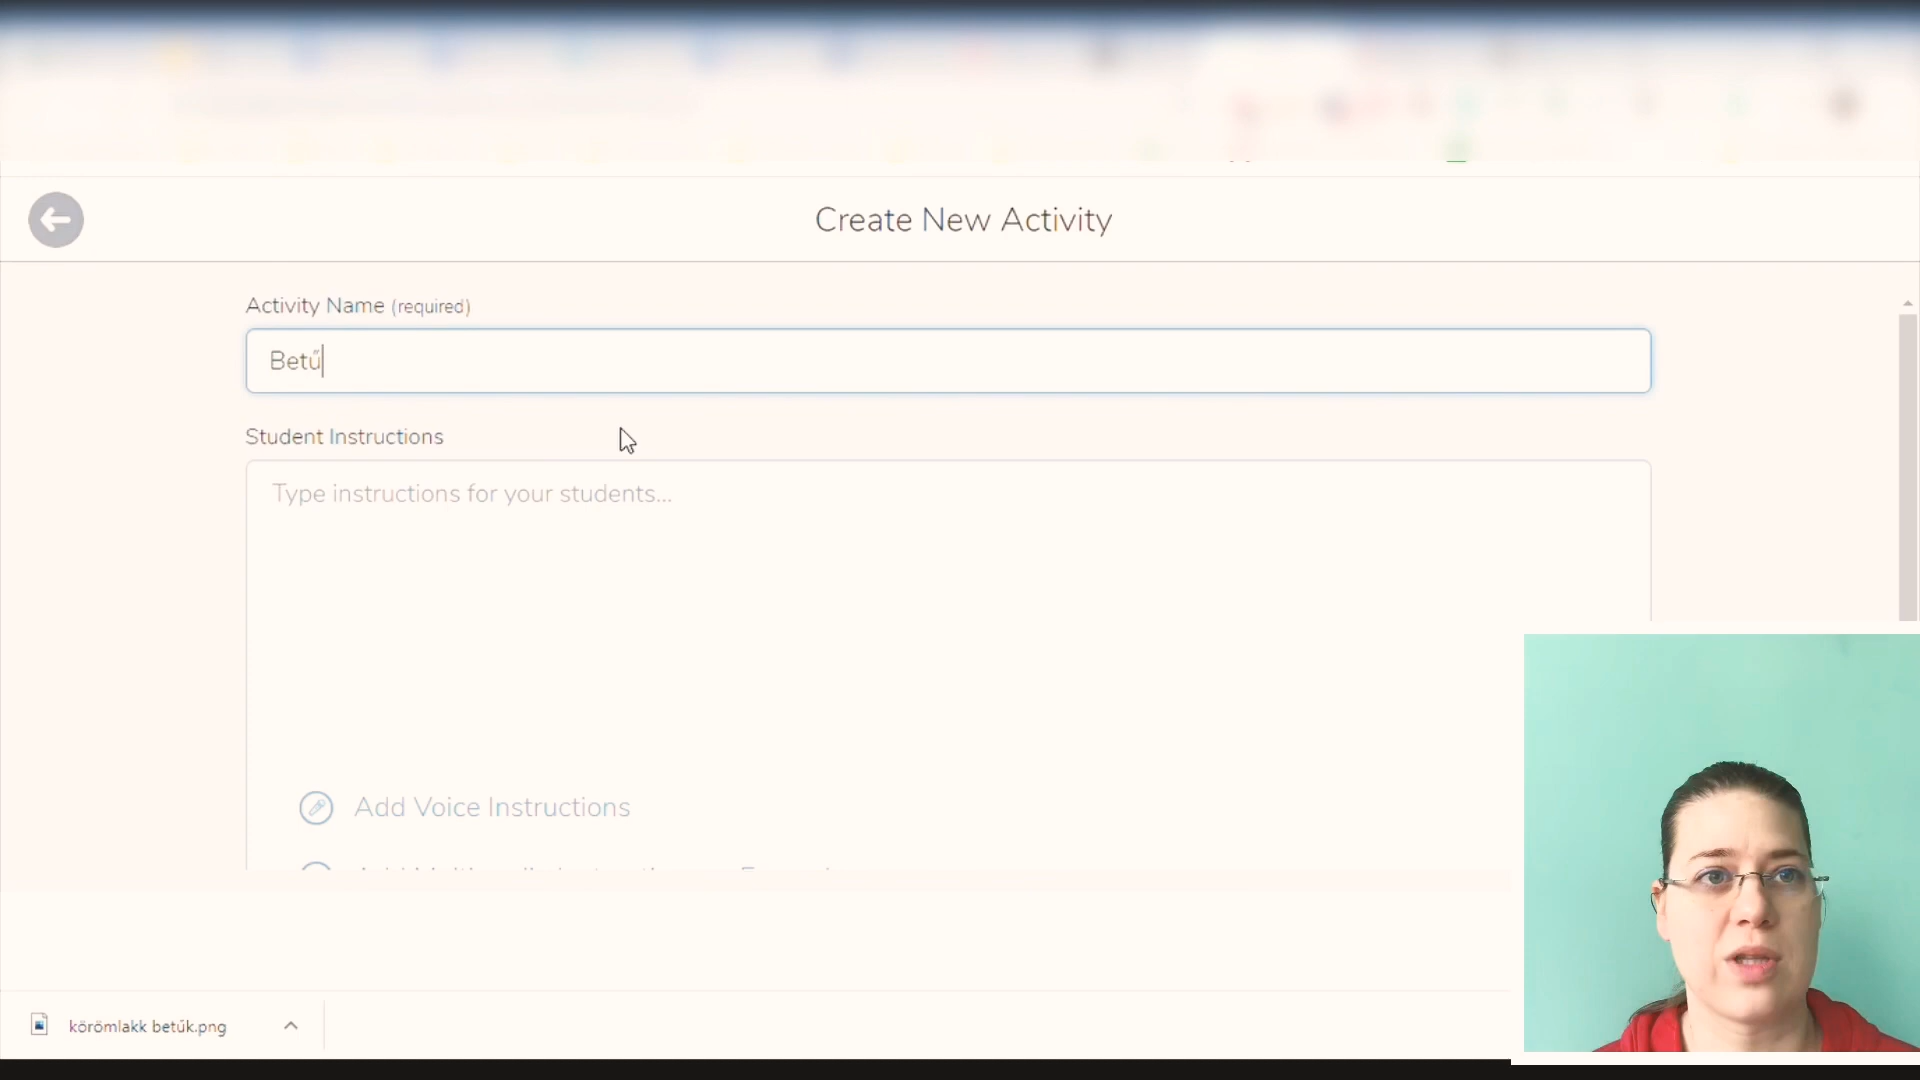 Create New Activity
Activity Name (required)
Betű
Student Instructions
Type instructions for your students...
Add Voice Instructions
körömlakk betűk.png